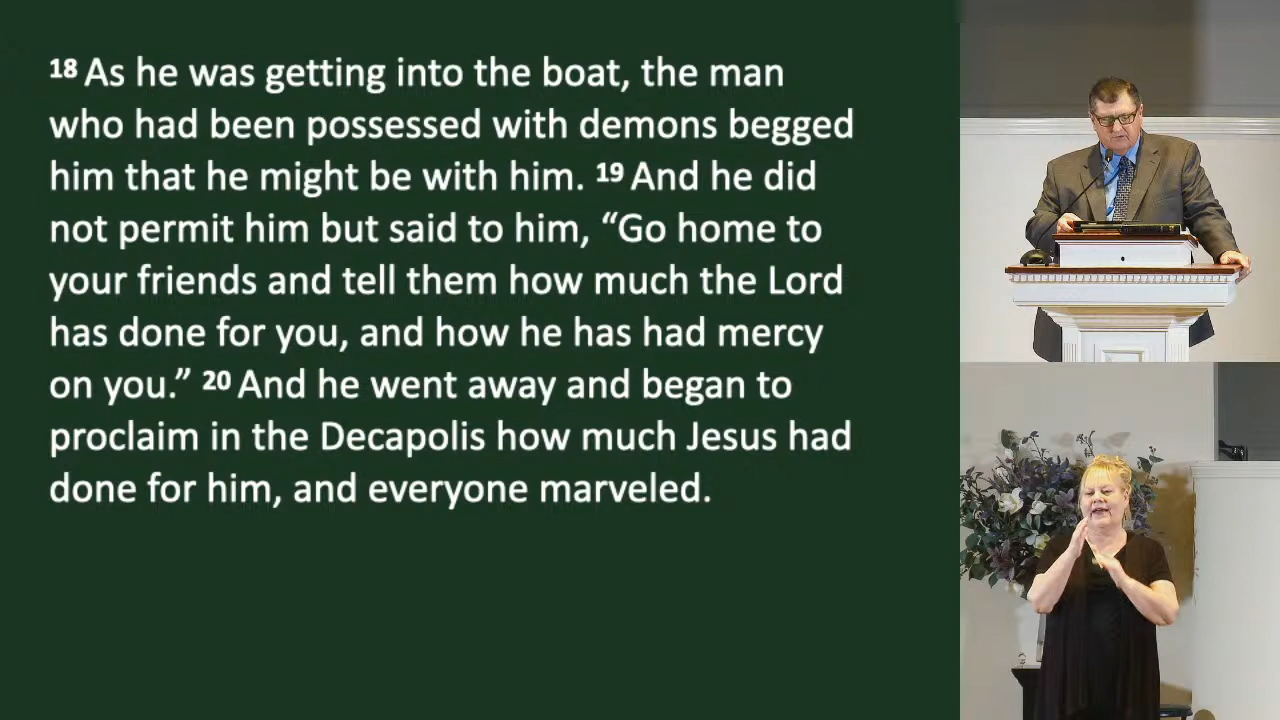 18 As he was getting into the boat, the man
who had been possessed with demons begged
him that he might be with him. 19 And he did
not permit him but said to him, “Go home to
your friends and tell them how much the Lord
has done for you, and how he has had mercy
on you.” 20 And he went away and began to
proclaim in the Decapolis how much Jesus had
done for him, and everyone marveled.